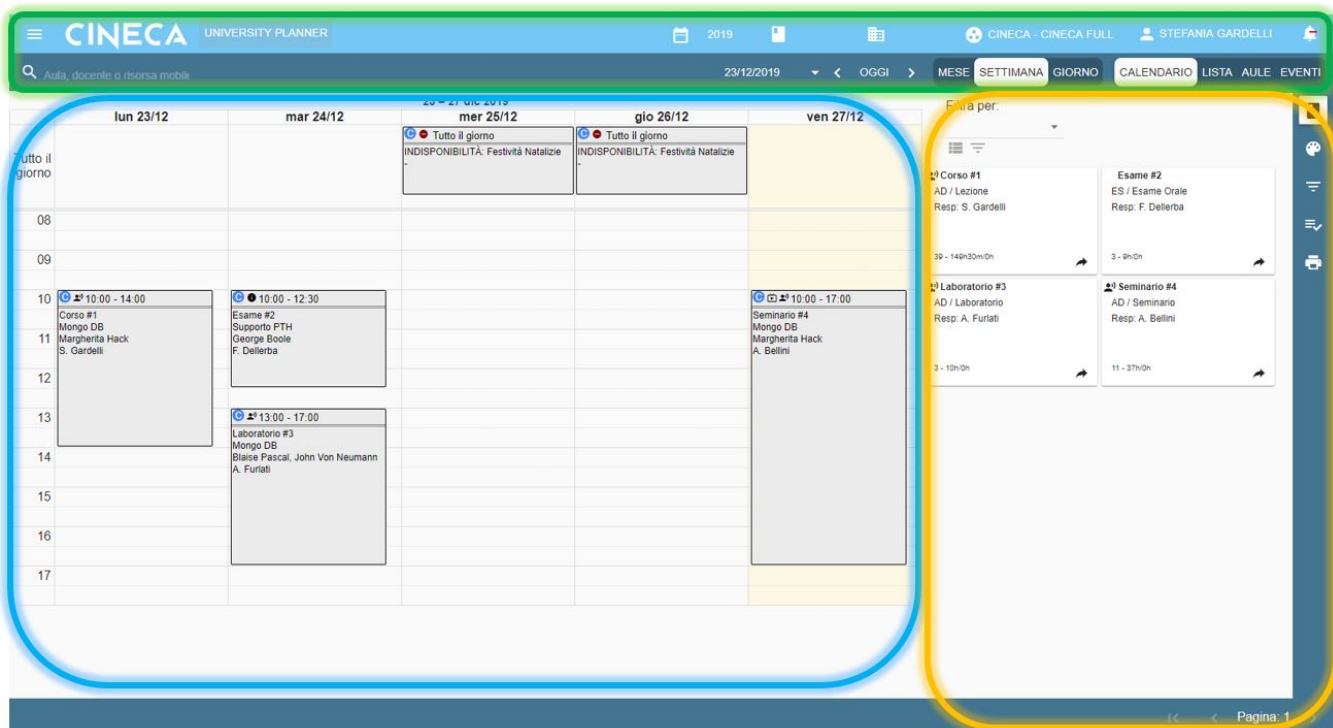 CINECA UNIVERSITY PLANNER 2019 CINECA - CINECA FULL STEFANIA GARDELLI
Aula, docente o risorsa mobile 23/12/2019 OGGI MESE SETTIMANA GIORNO CALENDARIO LISTA AULE EVENTI
23 – 27 dic 2019
lun 23/12 mar 24/12 mer 25/12 gio 26/12 ven 27/12
Tutto il
giorno
C Tutto il giorno
INDISPONIBILITÀ: Festività Natalizie
-
C Tutto il giorno
INDISPONIBILITÀ: Festività Natalizie
-
08
09
10
11
12
13
14
15
16
17
C 10:00 - 14:00
Corso #1
Mongo DB
Margherita Hack
S. Gardelli
C 10:00 - 12:30
Esame #2
Supporto PTH
George Boole
F. Dellerba
C 13:00 - 17:00
Laboratorio #3
Mongo DB
Blaise Pascal, John Von Neumann
A. Furlati
C 10:00 - 17:00
Seminario #4
Mongo DB
Margherita Hack
A. Bellini
Filtra per:
Corso #1
AD / Lezione
Resp: S. Gardelli
39 - 149h30m/0h
Esame #2
ES / Esame Orale
Resp: F. Dellerba
3 - 9h/0h
Laboratorio #3
AD / Laboratorio
Resp: A. Furlati
3 - 10h/0h
Seminario #4
AD / Seminario
Resp: A. Bellini
11 - 37h/0h
Pagina: 1